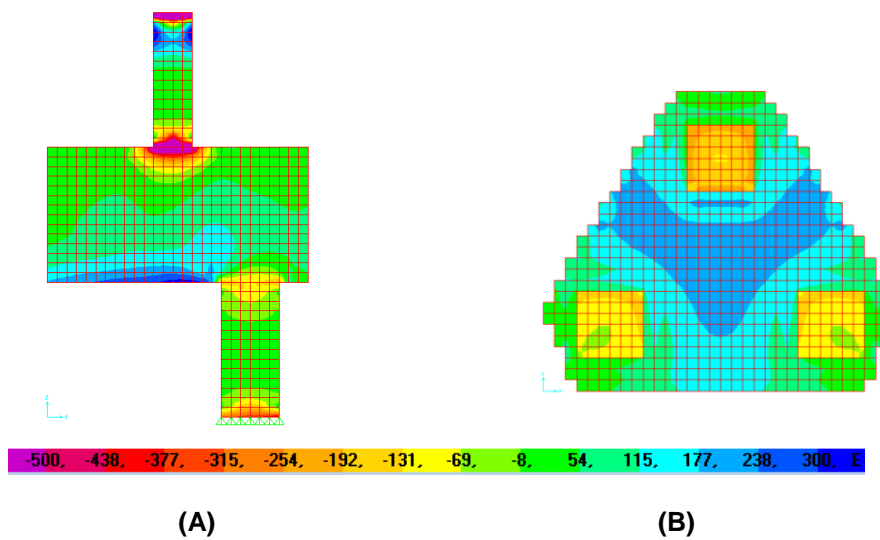 Z
Y
Y
X
-500, -438, -377, -315, -254, -192, -131, -69, -8, 54, 115, 177, 238, 300, E
(A) (B)